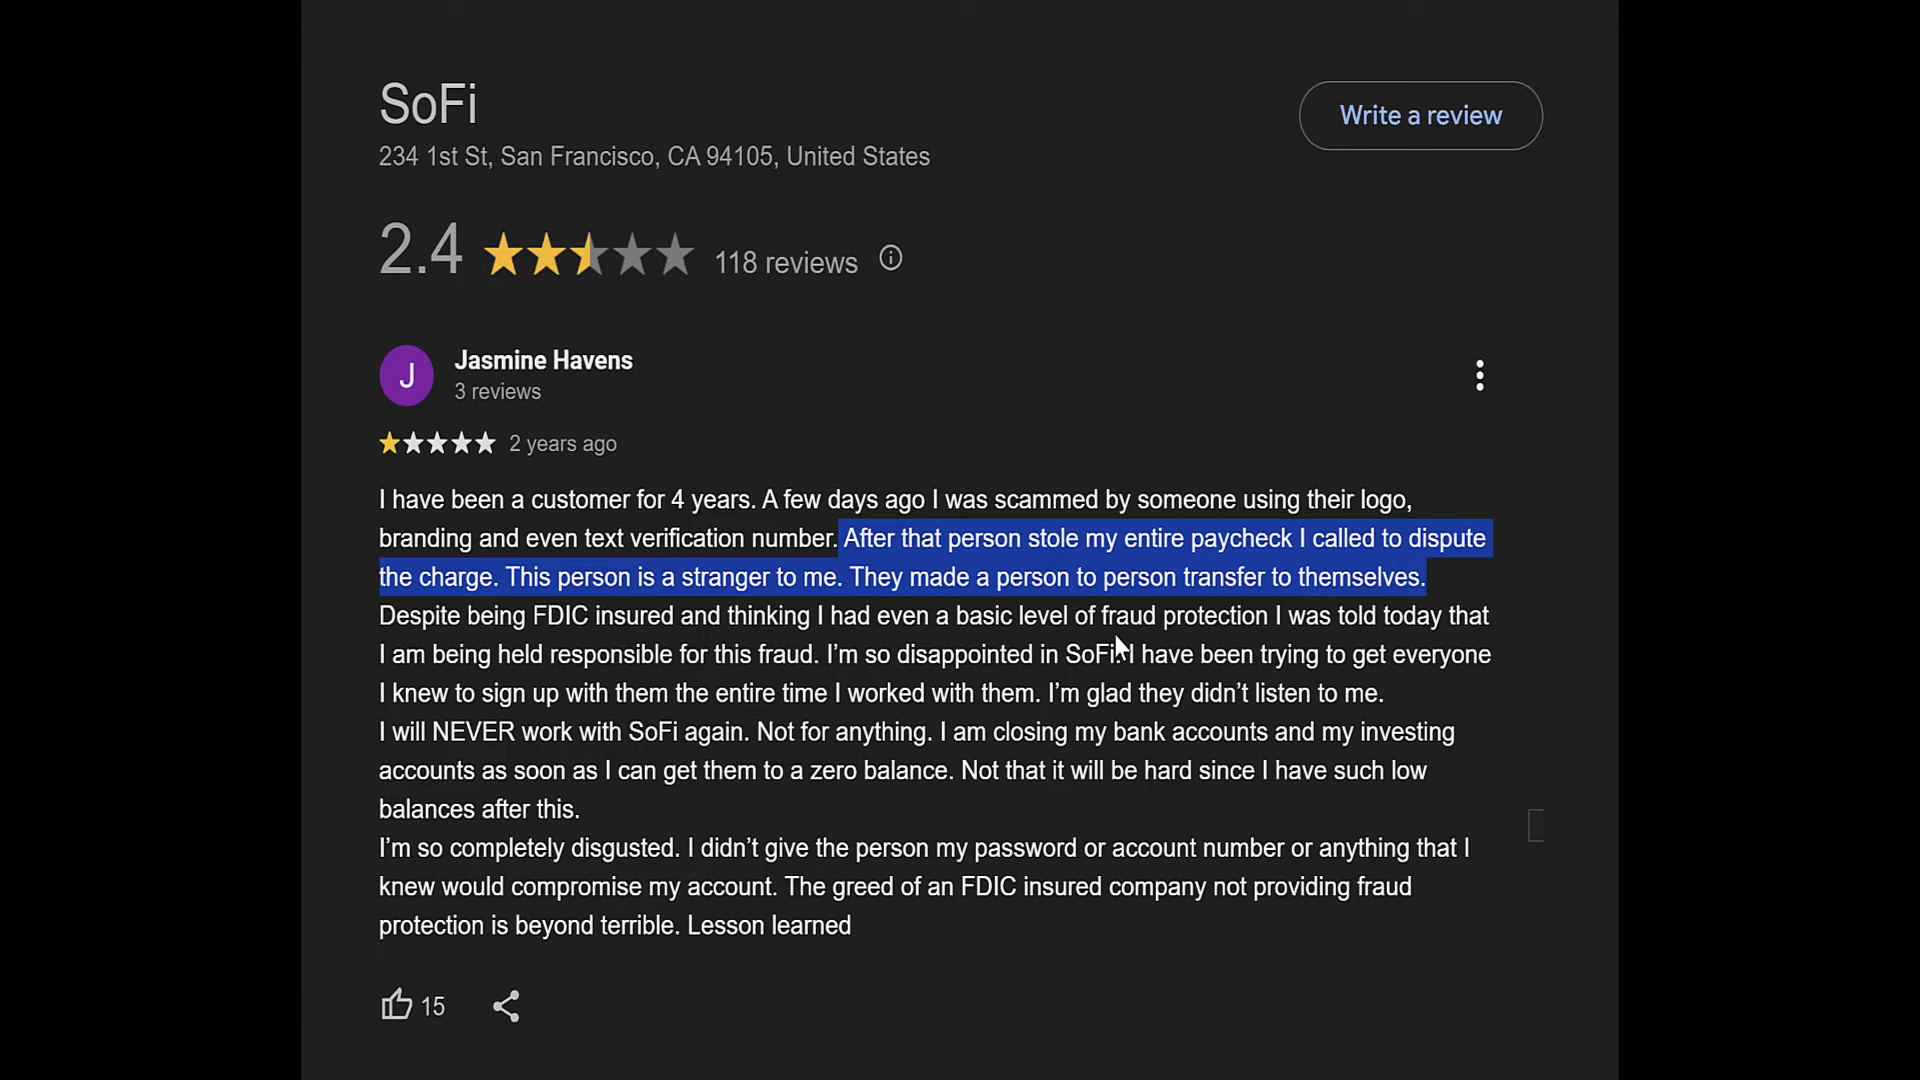 SoFi
Write a review
234 1st St, San Francisco, CA 94105, United States
2.4 118 reviews
J
Jasmine Havens
3 reviews
2 years ago
I have been a customer for 4 years. A few days ago I was scammed by someone using their logo,
branding and even text verification number. After that person stole my entire paycheck I called to dispute
the charge. This person is a stranger to me. They made a person to person transfer to themselves.
Despite being FDIC insured and thinking I had even a basic level of fraud protection I was told today that
I am being held responsible for this fraud. I’m so disappointed in SoFi. I have been trying to get everyone
I knew to sign up with them the entire time I worked with them. I’m glad they didn’t listen to me.
I will NEVER work with SoFi again. Not for anything. I am closing my bank accounts and my investing
accounts as soon as I can get them to a zero balance. Not that it will be hard since I have such low
balances after this.
I’m so completely disgusted. I didn’t give the person my password or account number or anything that I
knew would compromise my account. The greed of an FDIC insured company not providing fraud
protection is beyond terrible. Lesson learned
15